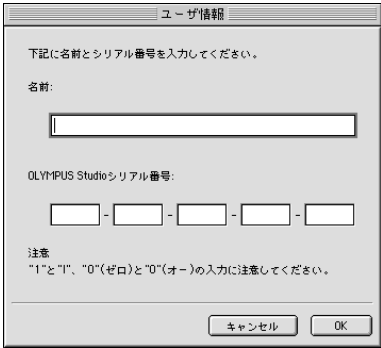 ユーザ情報
下記に名前とシリアル番号を入力してください。
名前:
OLYMPUS Studioシリアル番号:
- - - -
注意
"1"と"I"、"0"(ゼロ)と"O"(オー)の入力に注意してください。
キャンセル OK